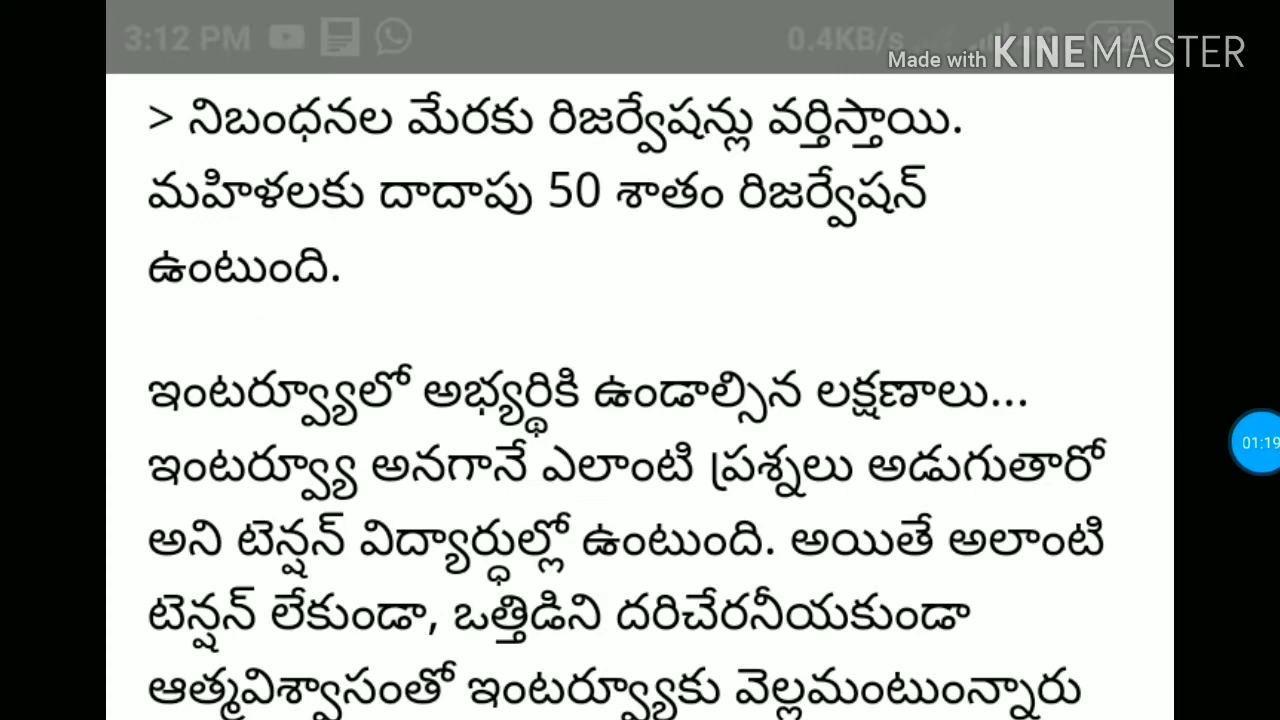 3:12 PM
0.4KB/s
Made with KINEMASTER
> నిబంధనల మేరకు రిజర్వేషన్లు వర్తిస్తాయి.
మహిళలకు దాదాపు 50 శాతం రిజర్వేషన్
ఉంటుంది.
ఇంటర్వ్యూలో అభ్యర్థికి ఉండాల్సిన లక్షణాలు...
ఇంటర్వ్యూ అనగానే ఎలాంటి ప్రశ్నలు అడుగుతారో
అని టెన్షన్ విద్యార్థుల్లో ఉంటుంది. అయితే అలాంటి
టెన్షన్ లేకుండా, ఒత్తిడిని దరిచేరనీయకుండా
ఆత్మవిశ్వాసంతో ఇంటర్వ్యూకు వెల్లమంటుంన్నారు
01:19